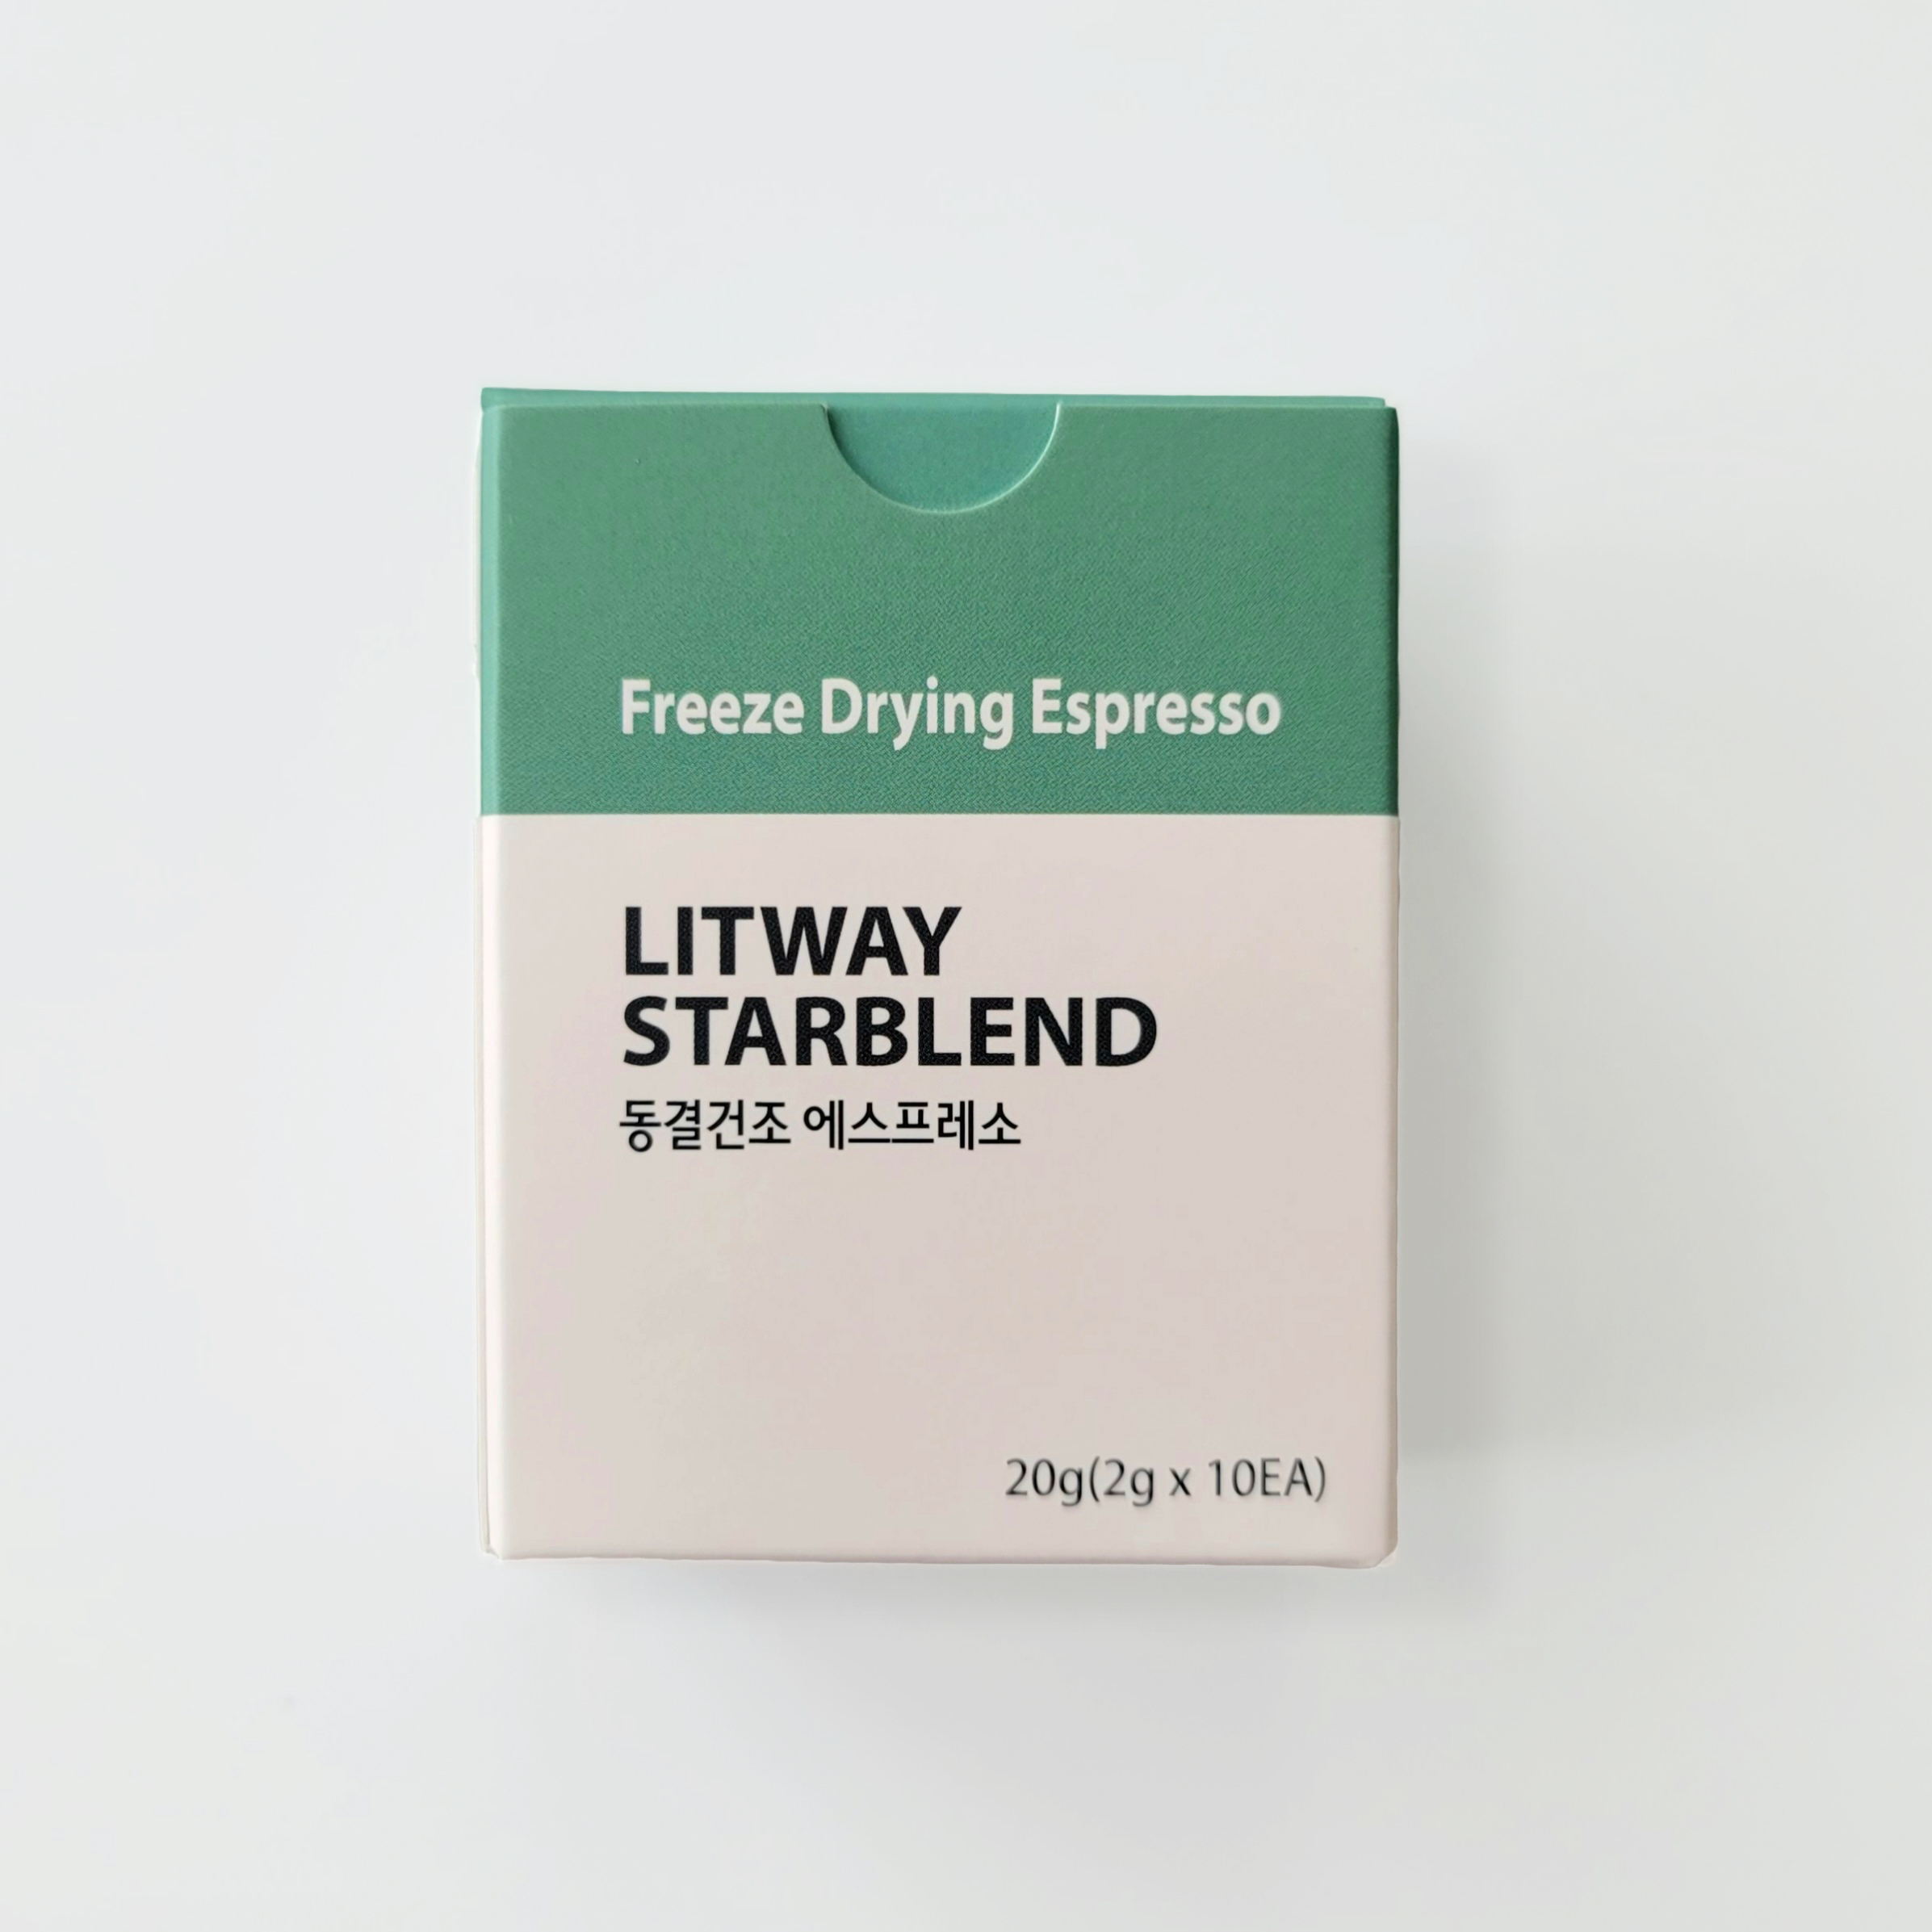 Freeze Drying Espresso
LITWAY
STARBLEND
동결건조 에스프레소
20g(2g x 10EA)